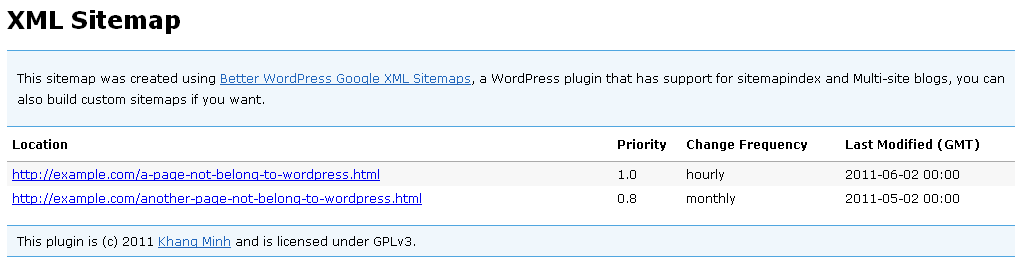 XML Sitemap
This sitemap was created using Better WordPress Google XML Sitemaps, a WordPress plugin that has support for sitemapindex and Multi-site blogs, you can
also build custom sitemaps if you want.
Location Priority Change Frequency Last Modified (GMT)
http://example.com/a-page-not-belong-to-wordpress.html 1.0 hourly 2011-06-02 00:00
http://example.com/another-page-not-belong-to-wordpress.html 0.8 monthly 2011-05-02 00:00
This plugin is (c) 2011 Khang Minh and is licensed under GPLv3.